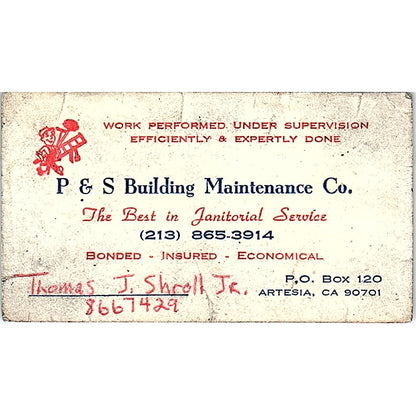 WORK PERFORMED UNDER SUPERVISION
EFFICIENTLY & EXPERTLY DONE
P & S Building Maintenance Co.
The Best in Janitorial Service
(213) 865-3914
BONDED - INSURED - ECONOMICAL
Thomas J. Shroll Jr.
8667429
P.O. BOX 120
ARTESIA, CA 90701